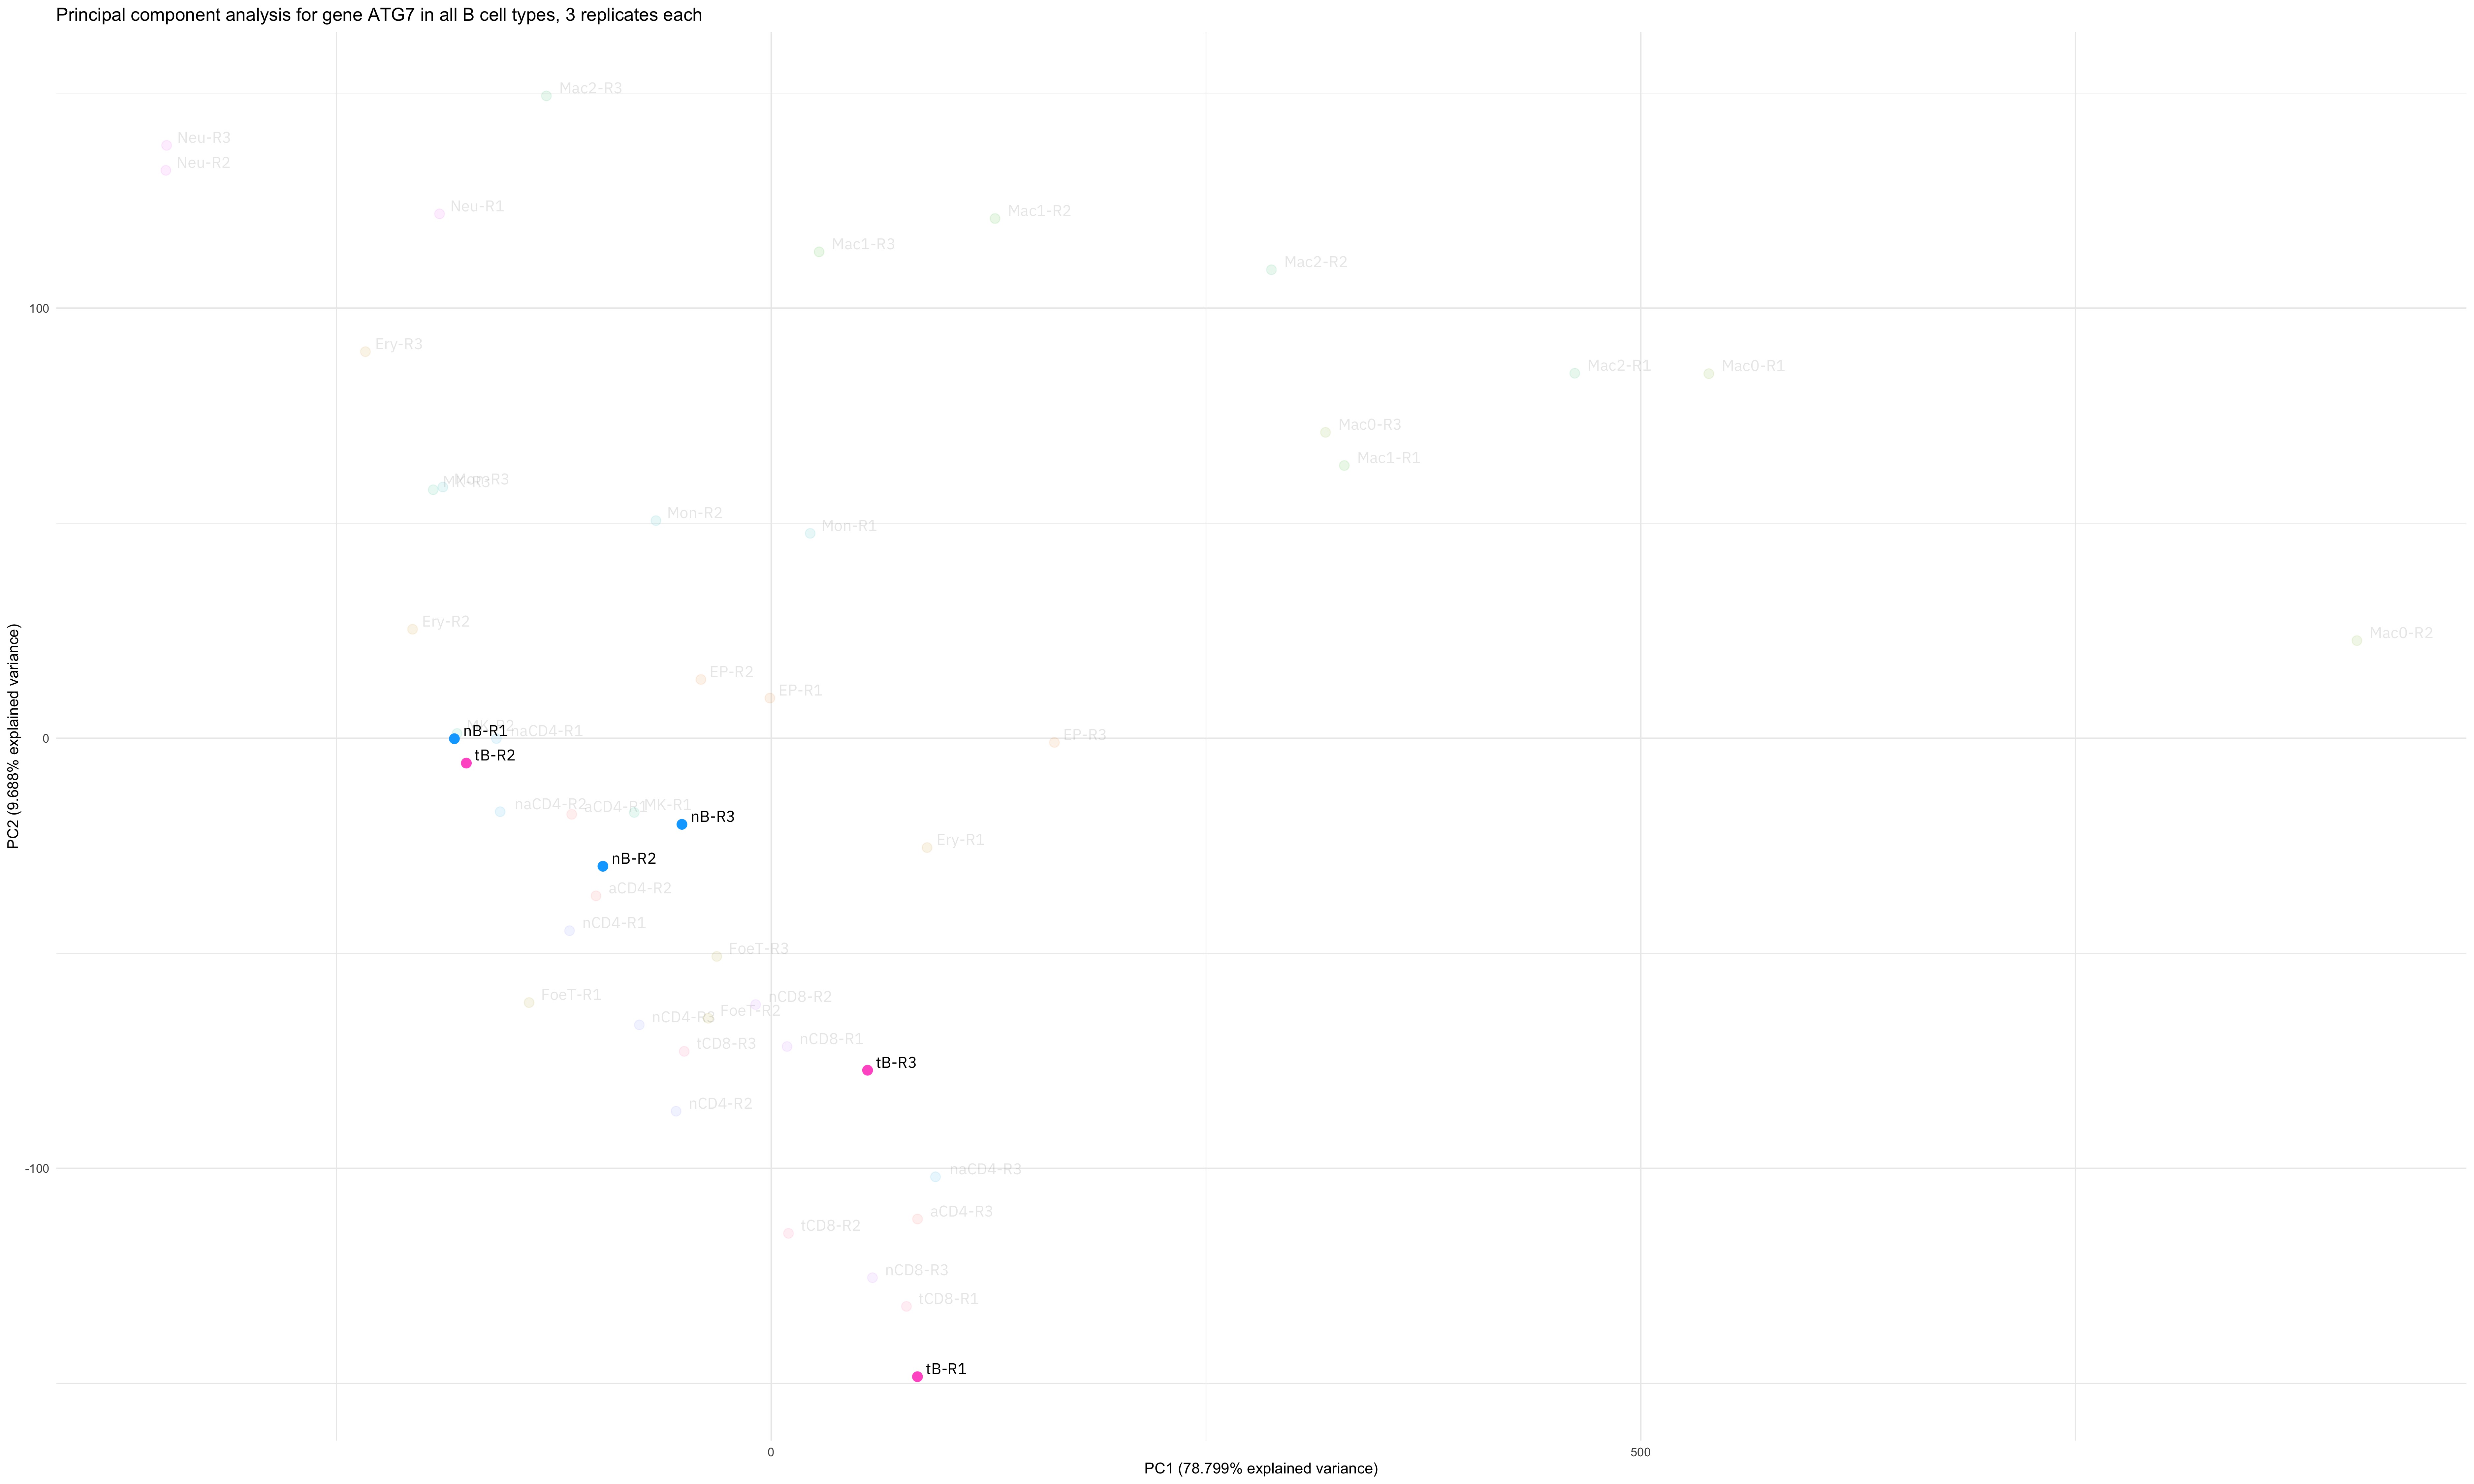 Principal component analysis for gene ATG7 in all B cell types, 3 replicates each
Mac2-R3
Neu-R3
Neu-R2
Neu-R1
Mac1-R2
Mac1-R3
Mac2-R2
100
Ery-R3
Mac2-R1
Mac0-R1
Mac0-R3
Mac1-R1
Mon-R3
MK-R3
Mon-R2
Mon-R1
Ery-R2
Mac0-R2
EP-R2
EP-R1
MK-R2
nB-R1
naCD4-R1
EP-R3
0
tB-R2
naCD4-R2
aCD4-R1
MK-R1
nB-R3
Ery-R1
nB-R2
aCD4-R2
nCD4-R1
FoeT-R3
FoeT-R1
nCD8-R2
FoeT-R2
nCD4-R3
nCD8-R1
tCD8-R3
tB-R3
nCD4-R2
-100
naCD4-R3
aCD4-R3
tCD8-R2
nCD8-R3
tCD8-R1
tB-R1
0
500
PC1 (78.799% explained variance)
PC2 (9.688% explained variance)